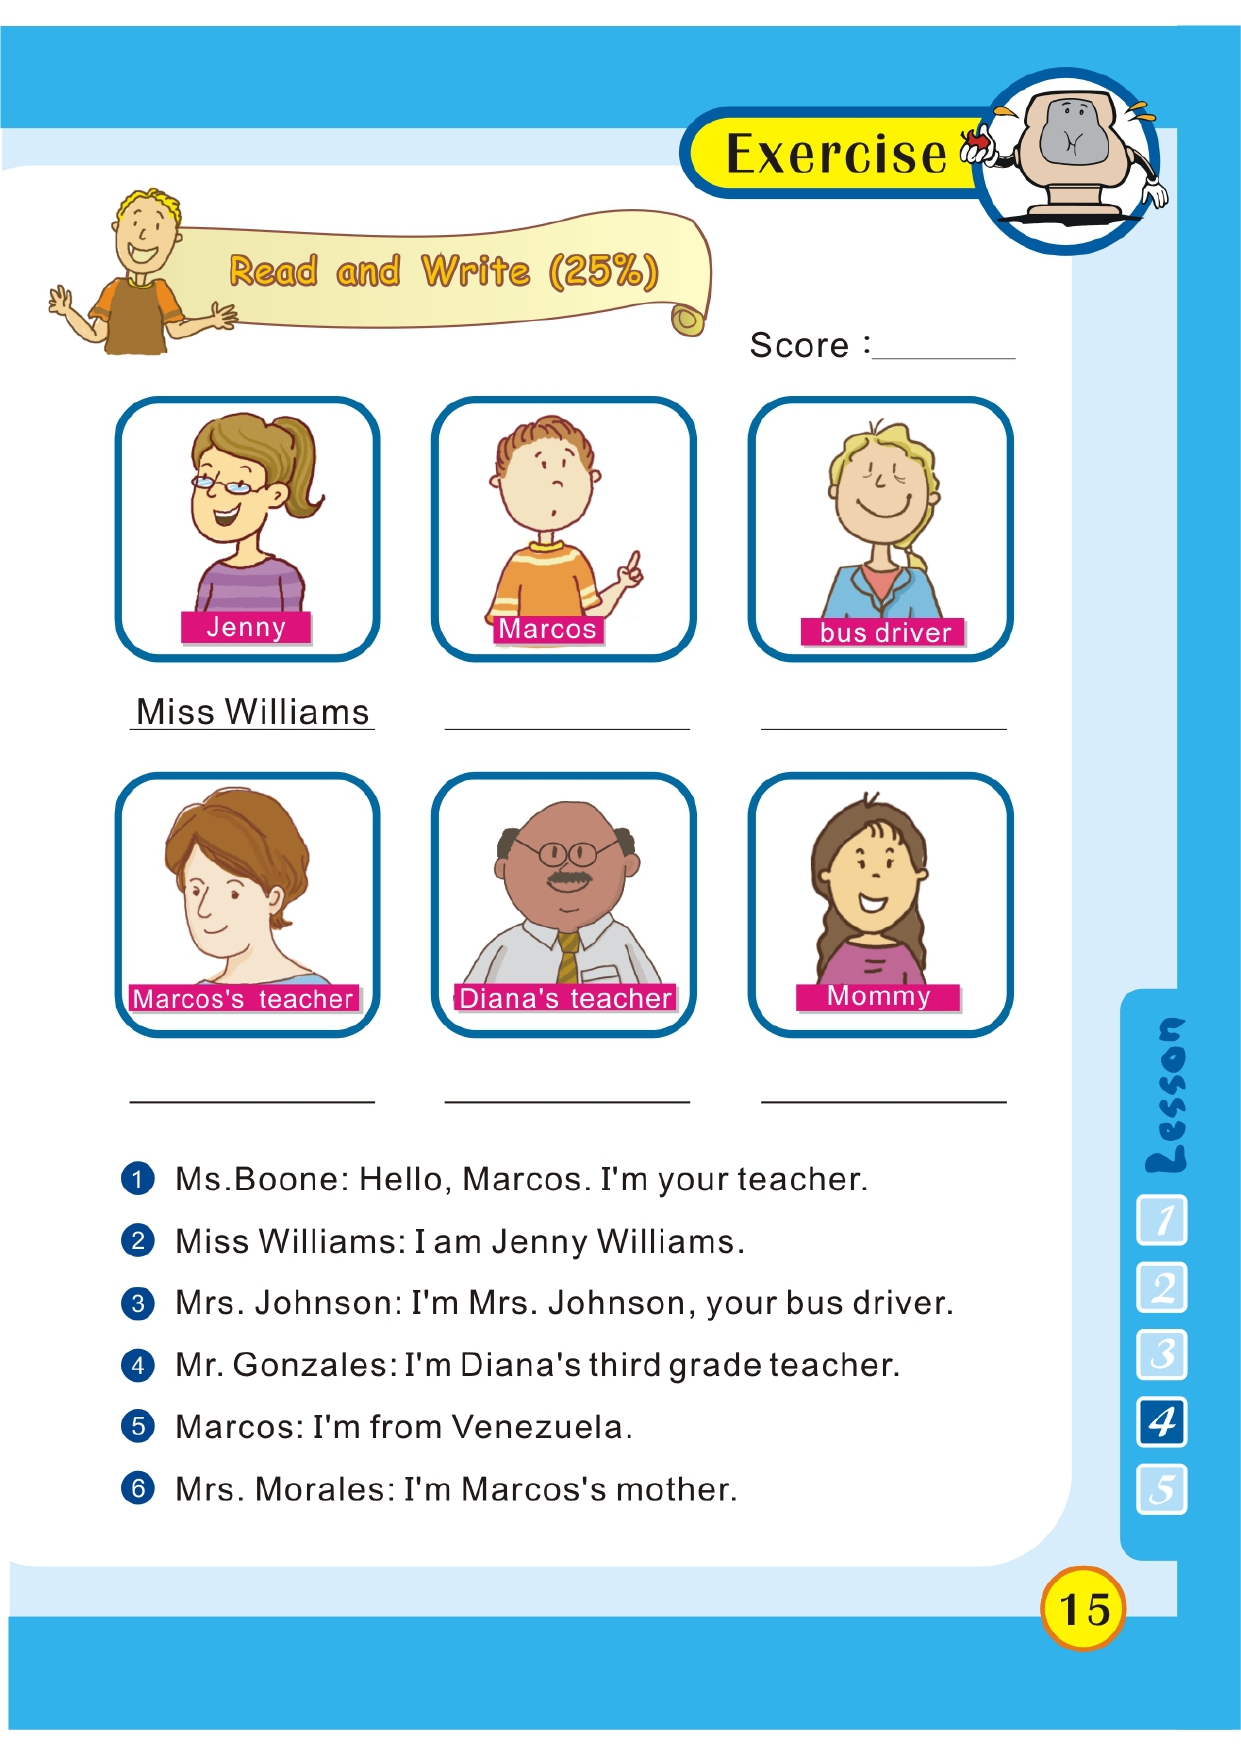 Exercise
Read and Write (25%)
Score :
Jenny
Marcos
bus driver
Miss Williams
Marcos's teacher
Diana's teacher
Mommy
1 Ms.Boone: Hello, Marcos. I'm your teacher.
2 Miss Williams: I am Jenny Williams.
3 Mrs. Johnson: I'm Mrs. Johnson, your bus driver.
4 Mr. Gonzales: I'm Diana's third grade teacher.
5 Marcos: I'm from Venezuela.
6 Mrs. Morales: I'm Marcos's mother.
Lesson
1
2
3
4
5
15